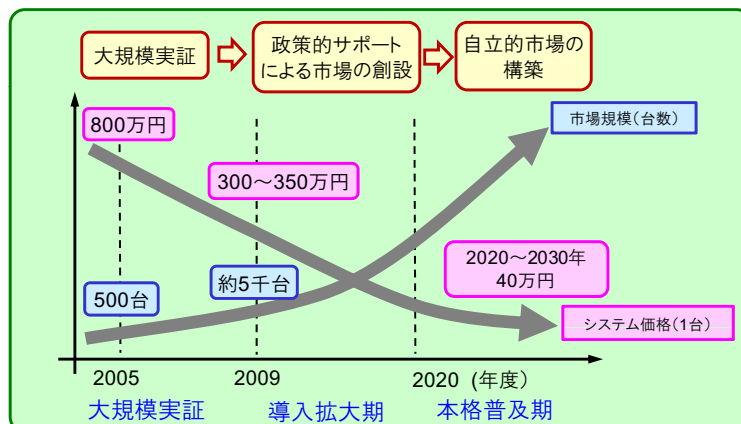 大規模実証
政策的サポート
による市場の創設
自立的市場の
構築
800万円
市場規模(台数)
300～350万円
500台
約5千台
2020～2030年
40万円
システム価格(1台)
2005
2009
2020 (年度)
大規模実証
導入拡大期
本格普及期